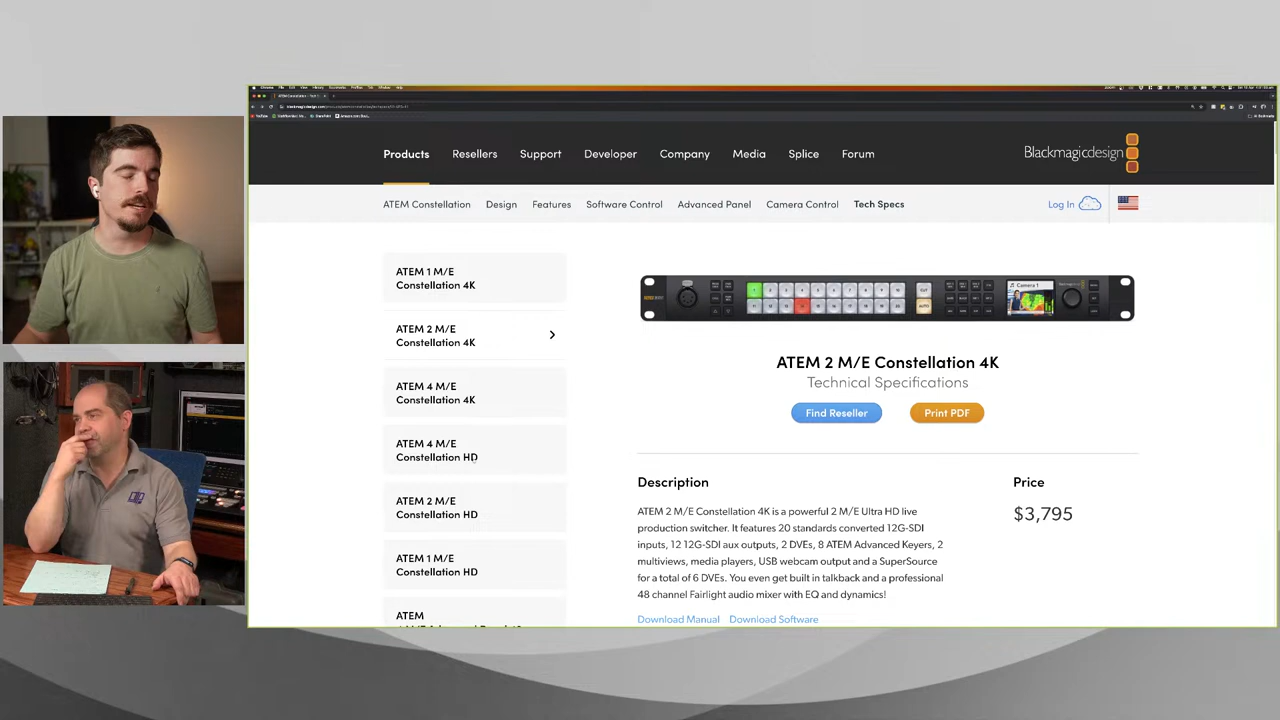 Products Resellers Support Developer Company Media Splice Forum Blackmagicdesign
ATEM Constellation Design Features Software Control Advanced Panel Camera Control Tech Specs Log In
ATEM 1 M/E
Constellation 4K
ATEM 2 M/E
Constellation 4K
ATEM 4 M/E
Constellation 4K
ATEM 4 M/E
Constellation HD
ATEM 2 M/E
Constellation HD
ATEM 1 M/E
Constellation HD
ATEM
Camera 1
CUT
AUTO
ATEM 2 M/E Constellation 4K
Technical Specifications
Find Reseller Print PDF
Description
ATEM 2 M/E Constellation 4K is a powerful 2 M/E Ultra HD live
production switcher. It features 20 standards converted 12G-SDI
inputs, 12 12G-SDI aux outputs, 2 DVEs, 8 ATEM Advanced Keyers, 2
multiviews, media players, USB webcam output and a SuperSource
for a total of 6 DVEs. You even get built in talkback and a professional
48 channel Fairlight audio mixer with EQ and dynamics!
Download Manual Download Software
Price
$3,795